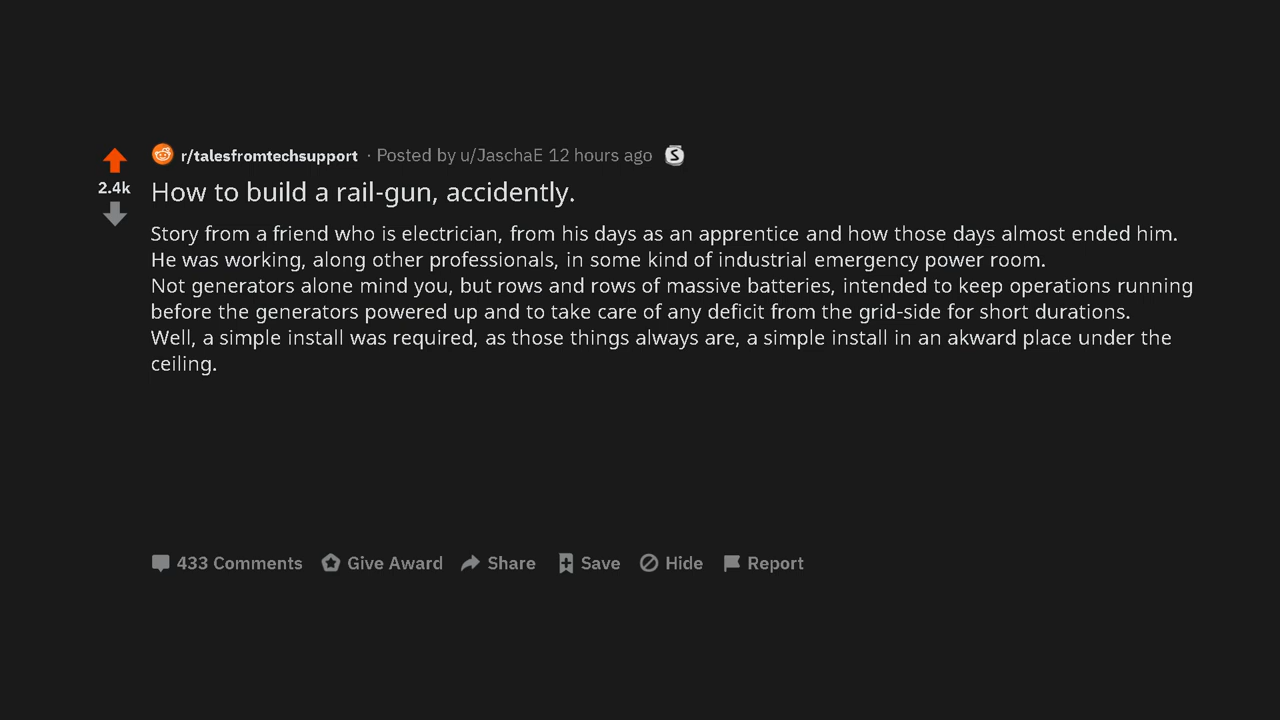 r/talesfromtechsupport · Posted by u/JaschaE 12 hours ago
2.4k
How to build a rail-gun, accidently.
Story from a friend who is electrician, from his days as an apprentice and how those days almost ended him.
He was working, along other professionals, in some kind of industrial emergency power room.
Not generators alone mind you, but rows and rows of massive batteries, intended to keep operations running
before the generators powered up and to take care of any deficit from the grid-side for short durations.
Well, a simple install was required, as those things always are, a simple install in an akward place under the
ceiling.
433 Comments Give Award Share Save Hide Report